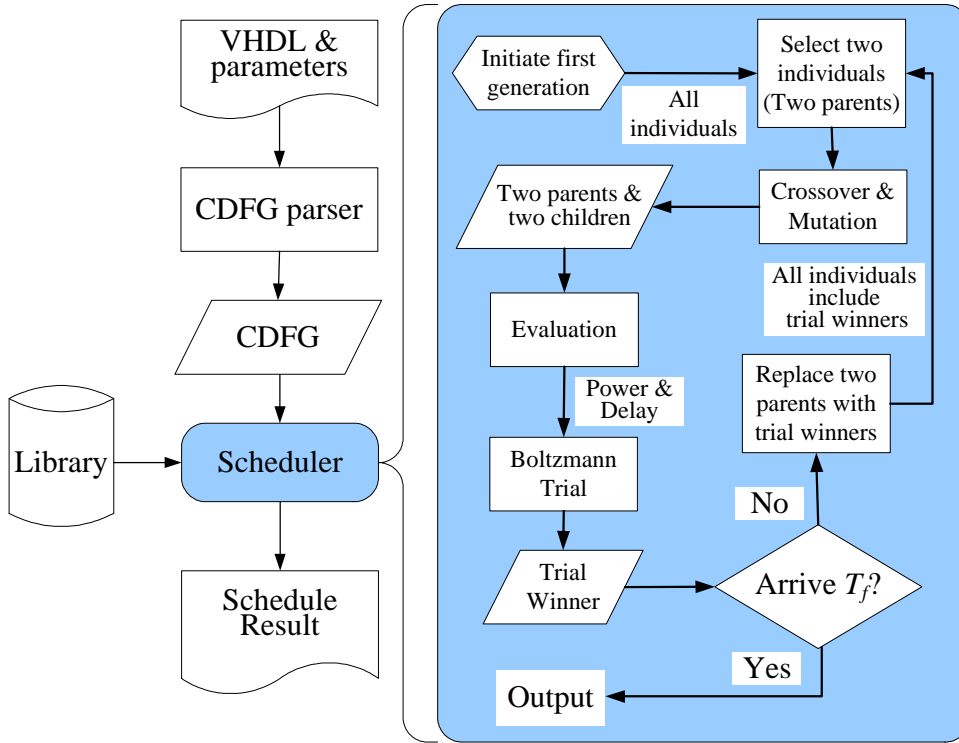 VHDL &
parameters
CDFG parser
CDFG
Library
Scheduler
Schedule
Result
Initiate first
generation
All
individuals
Select two
individuals
(Two parents)
Crossover &
Mutation
Two parents &
two children
Evaluation
Power &
Delay
Boltzmann
Trial
Trial
Winner
Arrive T_f?
No
Replace two
parents with
trial winners
All individuals
include
trial winners
Yes
Output